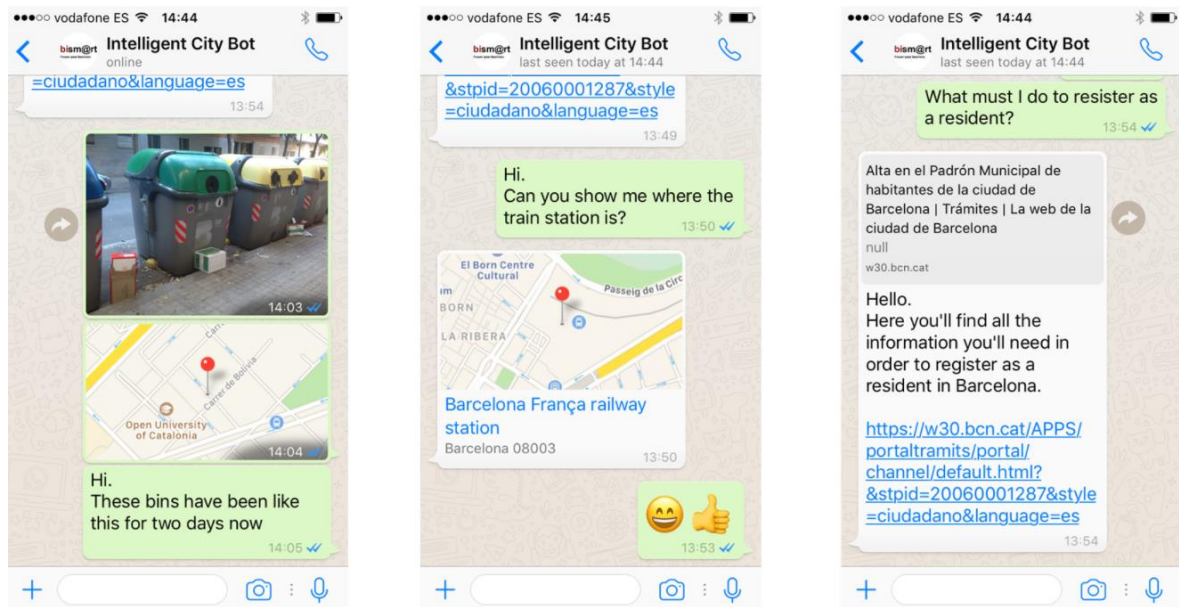 vodafone ES 14:44
bism@rt
Intelligent City Bot
online
=ciudadano&language=es
13:54
14:03
Carrer de Bolívia
Open University
of Catalonia
14:04
Hi.
These bins have been like
this for two days now
14:05
vodafone ES 14:45
bism@rt
Intelligent City Bot
last seen today at 14:44
&stpid=20060001287&style
=ciudadano&language=es
13:49
Hi.
Can you show me where the
train station is?
13:50
El Born Centre
Cultural
BORN
Passeig de la Circ
LA RIBERA
Barcelona França railway
station
Barcelona 08003
13:50
😄👍
13:53
vodafone ES 14:44
bism@rt
Intelligent City Bot
last seen today at 14:44
What must I do to resister as
a resident?
13:54
Alta en el Padrón Municipal de
habitantes de la ciudad de
Barcelona | Trámites | La web de la
ciudad de Barcelona
null
w30.bcn.cat
Hello.
Here you'll find all the
information you'll need in
order to register as a
resident in Barcelona.
https://w30.bcn.cat/APPS/
portaltramits/portal/
channel/default.html?
&stpid=20060001287&style
=ciudadano&language=es
13:54